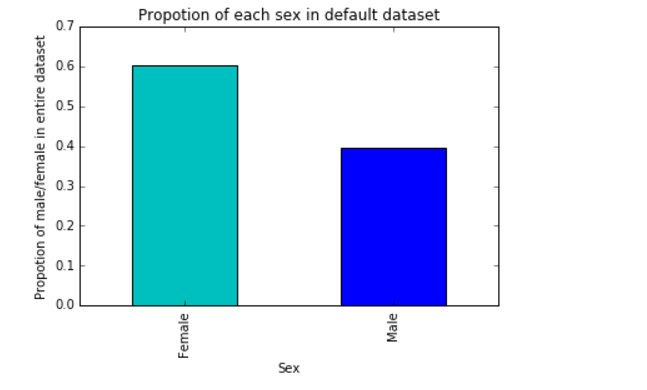 Propotion of each sex in default dataset
Propotion of male/female in entire dataset
0.7
0.6
0.5
0.4
0.3
0.2
0.1
0.0
Female
Male
Sex